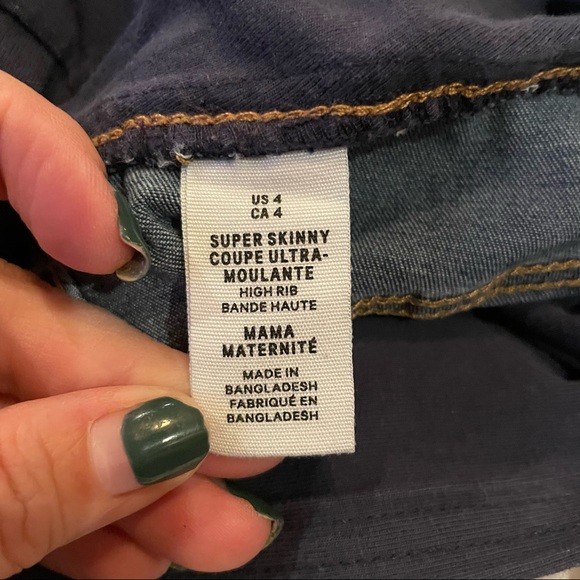 US 4
CA 4
SUPER SKINNY
COUPE ULTRA-
MOULANTE
HIGH RIB
BANDE HAUTE
MAMA
MATERNITÉ
MADE IN
BANGLADESH
FABRIQUÉ EN
BANGLADESH